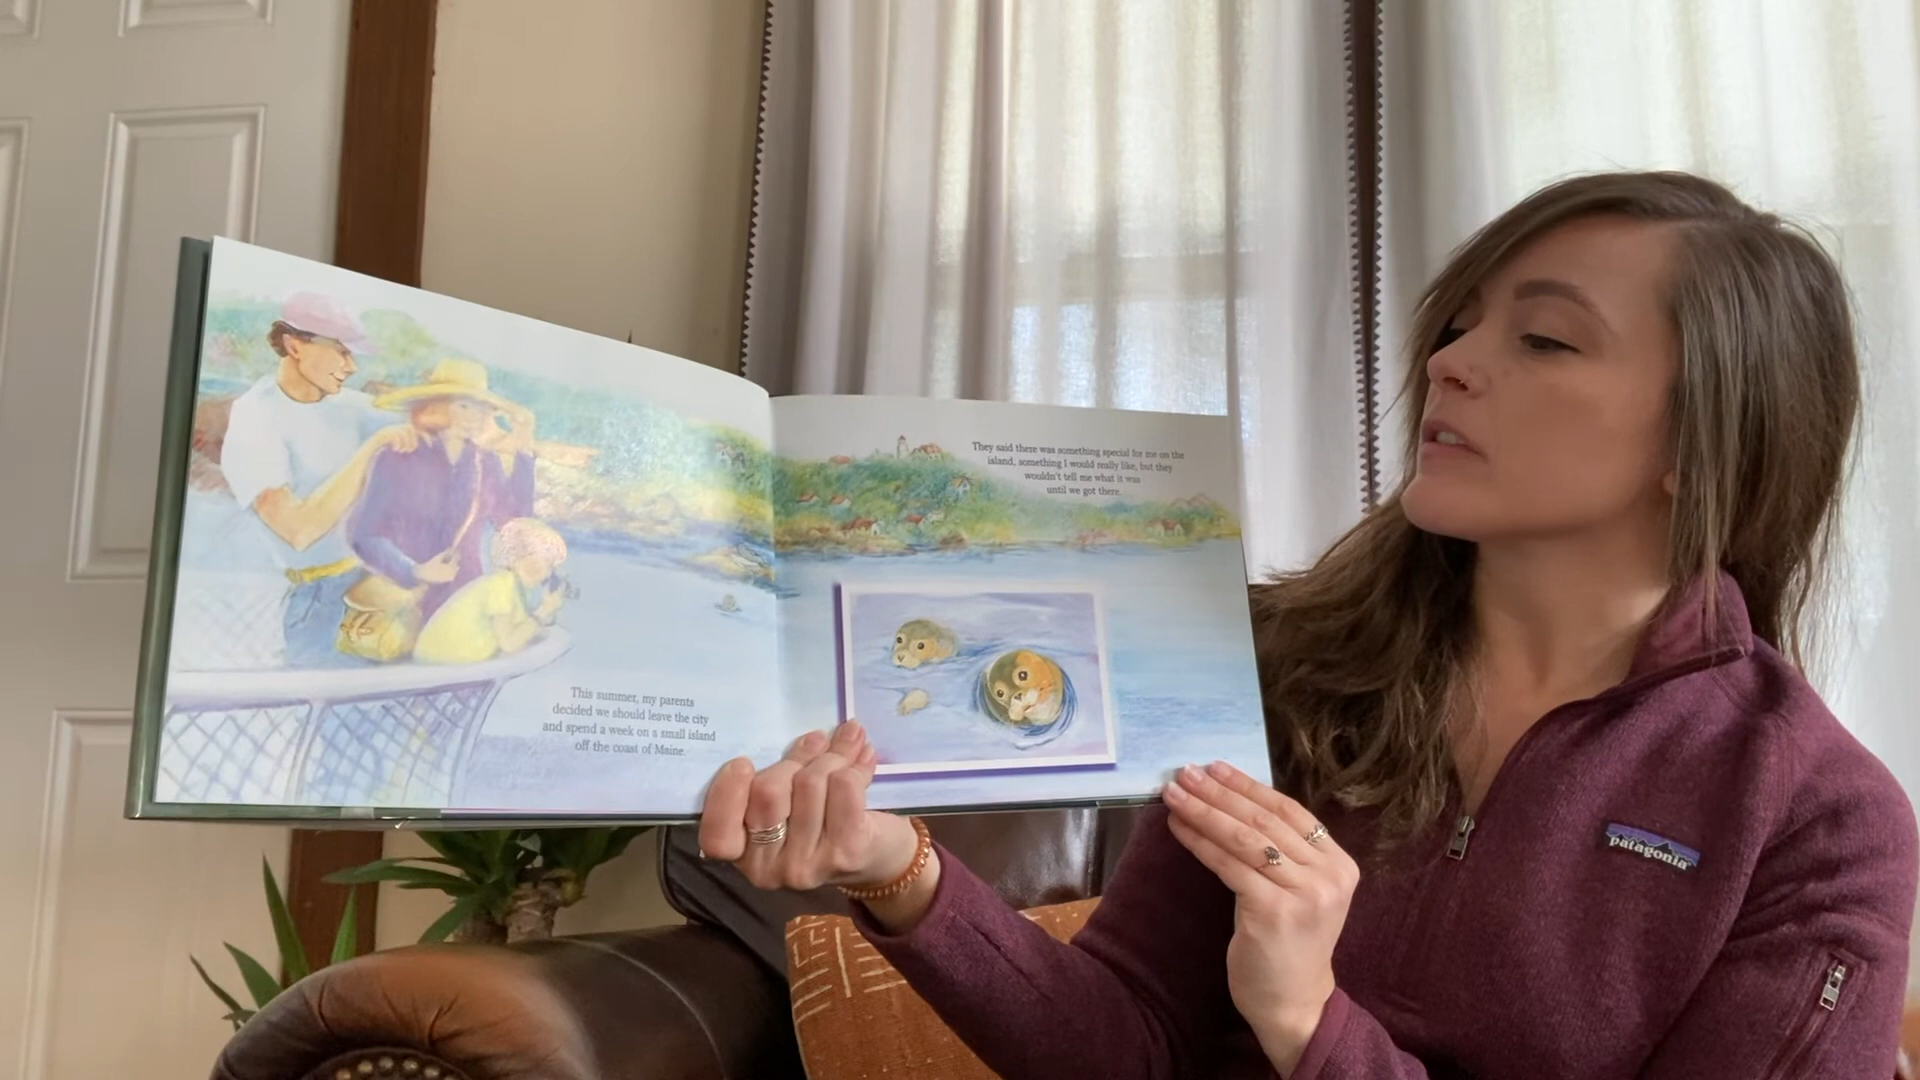 This summer, my parents
decided we should leave the city
and spend a week on a small island
off the coast of Maine.
They said there was something special for me on the
island, something I would really like, but they
wouldn't tell me what it was
until we got there.
patagonia